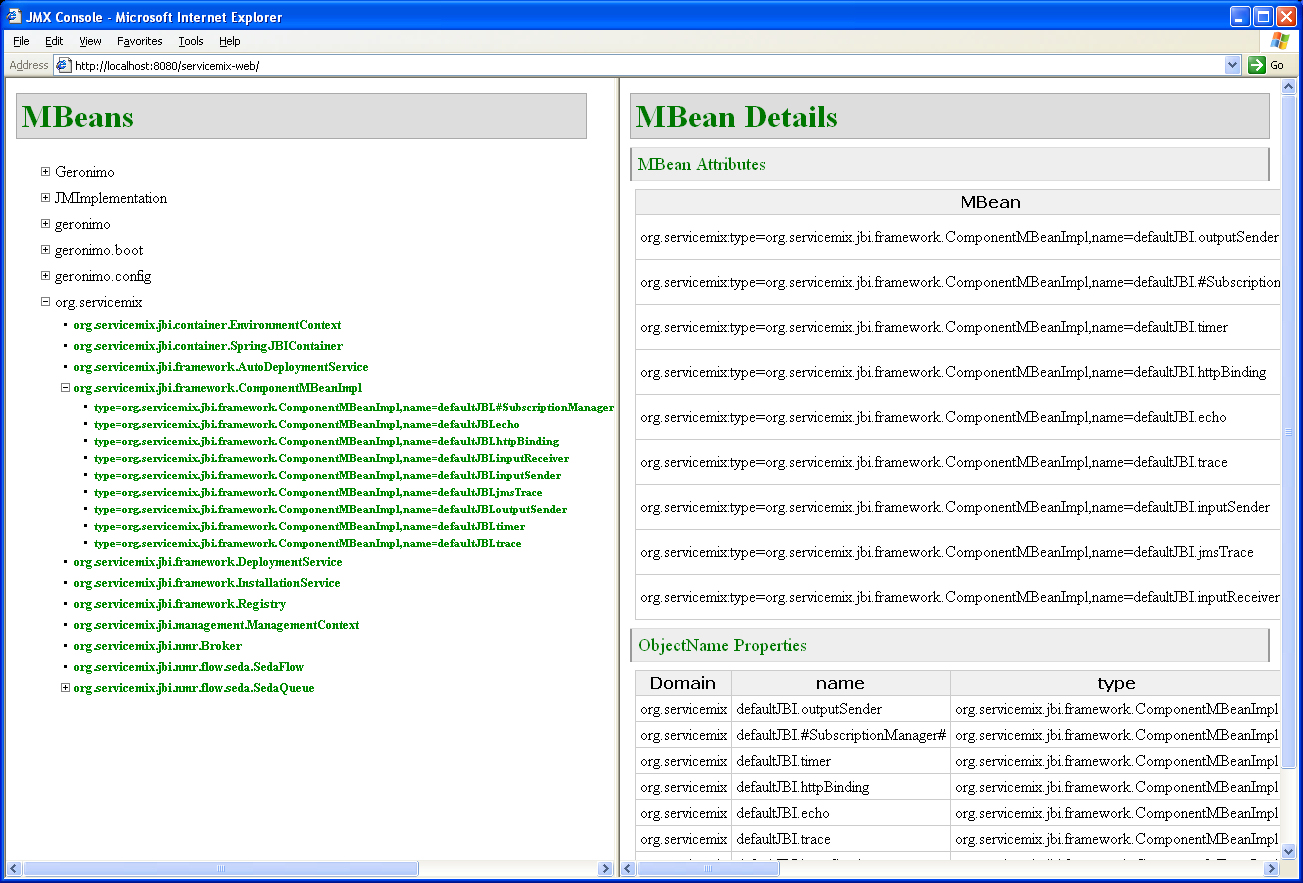 JMX Console - Microsoft Internet Explorer
File Edit View Favorites Tools Help
Address http://localhost:8080/servicemix-web/ Go
MBeans
Geronimo
JMImplementation
geronimo
geronimo.boot
geronimo.config
org.servicemix
org.servicemix.jbi.container.EnvironmentContext
org.servicemix.jbi.container.SpringJBIContainer
org.servicemix.jbi.framework.AutoDeploymentService
org.servicemix.jbi.framework.ComponentMBeanImpl
type=org.servicemix.jbi.framework.ComponentMBeanImpl,name=defaultJBI.#SubscriptionManager
type=org.servicemix.jbi.framework.ComponentMBeanImpl,name=defaultJBI.echo
type=org.servicemix.jbi.framework.ComponentMBeanImpl,name=defaultJBI.httpBinding
type=org.servicemix.jbi.framework.ComponentMBeanImpl,name=defaultJBI.inputReceiver
type=org.servicemix.jbi.framework.ComponentMBeanImpl,name=defaultJBI.inputSender
type=org.servicemix.jbi.framework.ComponentMBeanImpl,name=defaultJBI.jmsTrace
type=org.servicemix.jbi.framework.ComponentMBeanImpl,name=defaultJBI.outputSender
type=org.servicemix.jbi.framework.ComponentMBeanImpl,name=defaultJBI.timer
type=org.servicemix.jbi.framework.ComponentMBeanImpl,name=defaultJBI.trace
org.servicemix.jbi.framework.DeploymentService
org.servicemix.jbi.framework.InstallationService
org.servicemix.jbi.framework.Registry
org.servicemix.jbi.management.ManagementContext
org.servicemix.jbi.nmr.Broker
org.servicemix.jbi.nmr.flow.seda.SedaFlow
org.servicemix.jbi.nmr.flow.seda.SedaQueue
MBean Details
MBean Attributes
MBean
org.servicemix:type=org.servicemix.jbi.framework.ComponentMBeanImpl,name=defaultJBI.outputSender
org.servicemix:type=org.servicemix.jbi.framework.ComponentMBeanImpl,name=defaultJBI.#Subscription
org.servicemix:type=org.servicemix.jbi.framework.ComponentMBeanImpl,name=defaultJBI.timer
org.servicemix:type=org.servicemix.jbi.framework.ComponentMBeanImpl,name=defaultJBI.httpBinding
org.servicemix:type=org.servicemix.jbi.framework.ComponentMBeanImpl,name=defaultJBI.echo
org.servicemix:type=org.servicemix.jbi.framework.ComponentMBeanImpl,name=defaultJBI.trace
org.servicemix:type=org.servicemix.jbi.framework.ComponentMBeanImpl,name=defaultJBI.inputSender
org.servicemix:type=org.servicemix.jbi.framework.ComponentMBeanImpl,name=defaultJBI.jmsTrace
org.servicemix:type=org.servicemix.jbi.framework.ComponentMBeanImpl,name=defaultJBI.inputReceiver
ObjectName Properties
Domain name type
org.servicemix defaultJBI.outputSender org.servicemix.jbi.framework.ComponentMBeanImpl
org.servicemix defaultJBI.#SubscriptionManager# org.servicemix.jbi.framework.ComponentMBeanImpl
org.servicemix defaultJBI.timer org.servicemix.jbi.framework.ComponentMBeanImpl
org.servicemix defaultJBI.httpBinding org.servicemix.jbi.framework.ComponentMBeanImpl
org.servicemix defaultJBI.echo org.servicemix.jbi.framework.ComponentMBeanImpl
org.servicemix defaultJBI.trace org.servicemix.jbi.framework.ComponentMBeanImpl